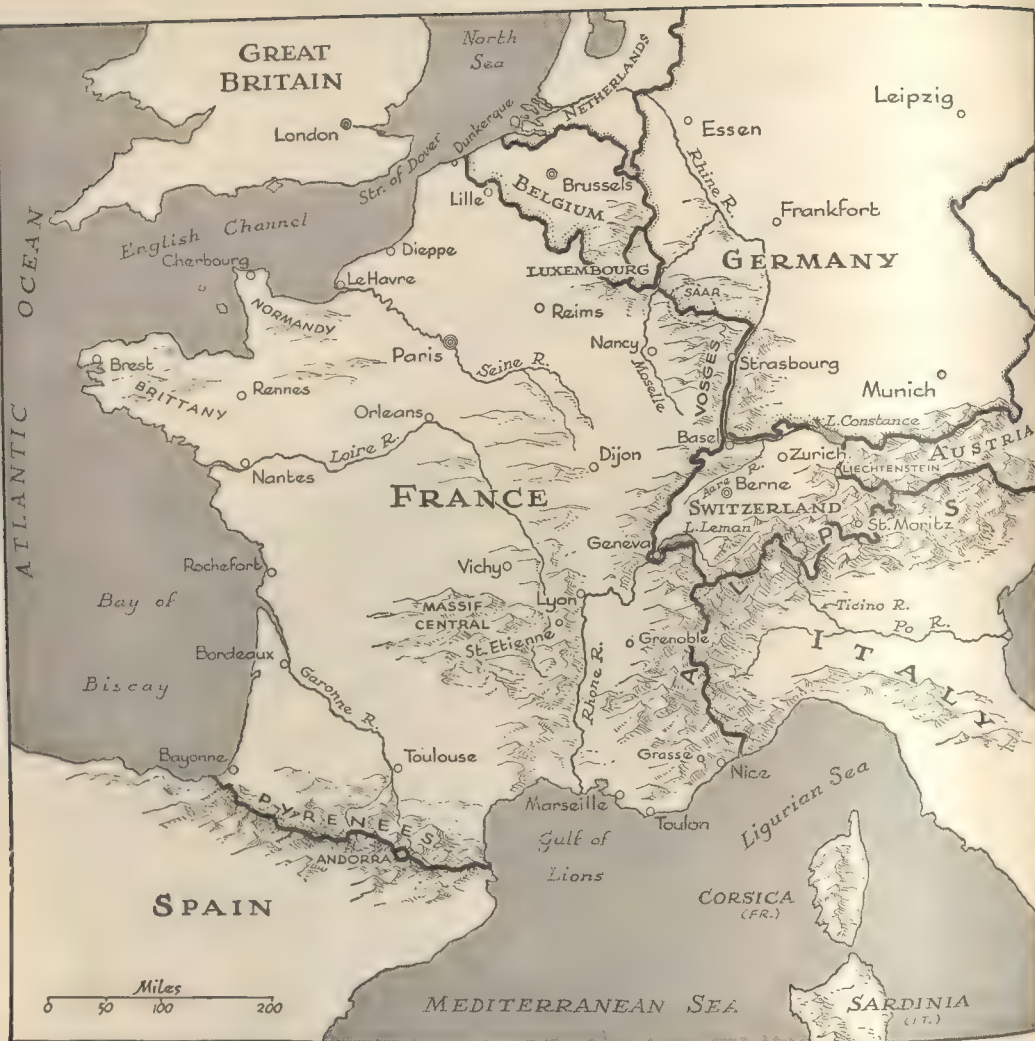 GREAT
BRITAIN
North
Sea
NETHERLANDS
Leipzig
London
Essen
Dunkerque
Str. of Dover
Rhine R.
Brussels
BELGIUM
Lille
Frankfort
English Channel
Cherbourg
Dieppe
LUXEMBOURG
GERMANY
ATLANTIC OCEAN
Le Havre
SAAR
NORMANDY
Reims
Paris
Nancy
Seine R.
Moselle
VOSGES
Strasbourg
Brest
BRITTANY
Rennes
Munich
Orleans
L. Constance
Loire R.
Basel
Zurich
AUSTRIA
LIECHTENSTEIN
Nantes
Dijon
Aare R.
Berne
FRANCE
SWITZERLAND
L. Leman
St. Moritz
Geneva
ALPS
Rochefort
Vichy
Lyon
Bay of
Biscay
MASSIF
CENTRAL
St. Etienne
Ticino R.
Po R.
Grenoble
ITALY
Bordeaux
Garonne R.
Rhone R.
Bayonne
Toulouse
Grasse
Nice
Marseille
Toulon
Ligurian Sea
PYRENEES
ANDORRA
Gulf of
Lions
SPAIN
CORSICA
(FR.)
Miles
0 50 100 200
MEDITERRANEAN SEA
SARDINIA
(IT.)